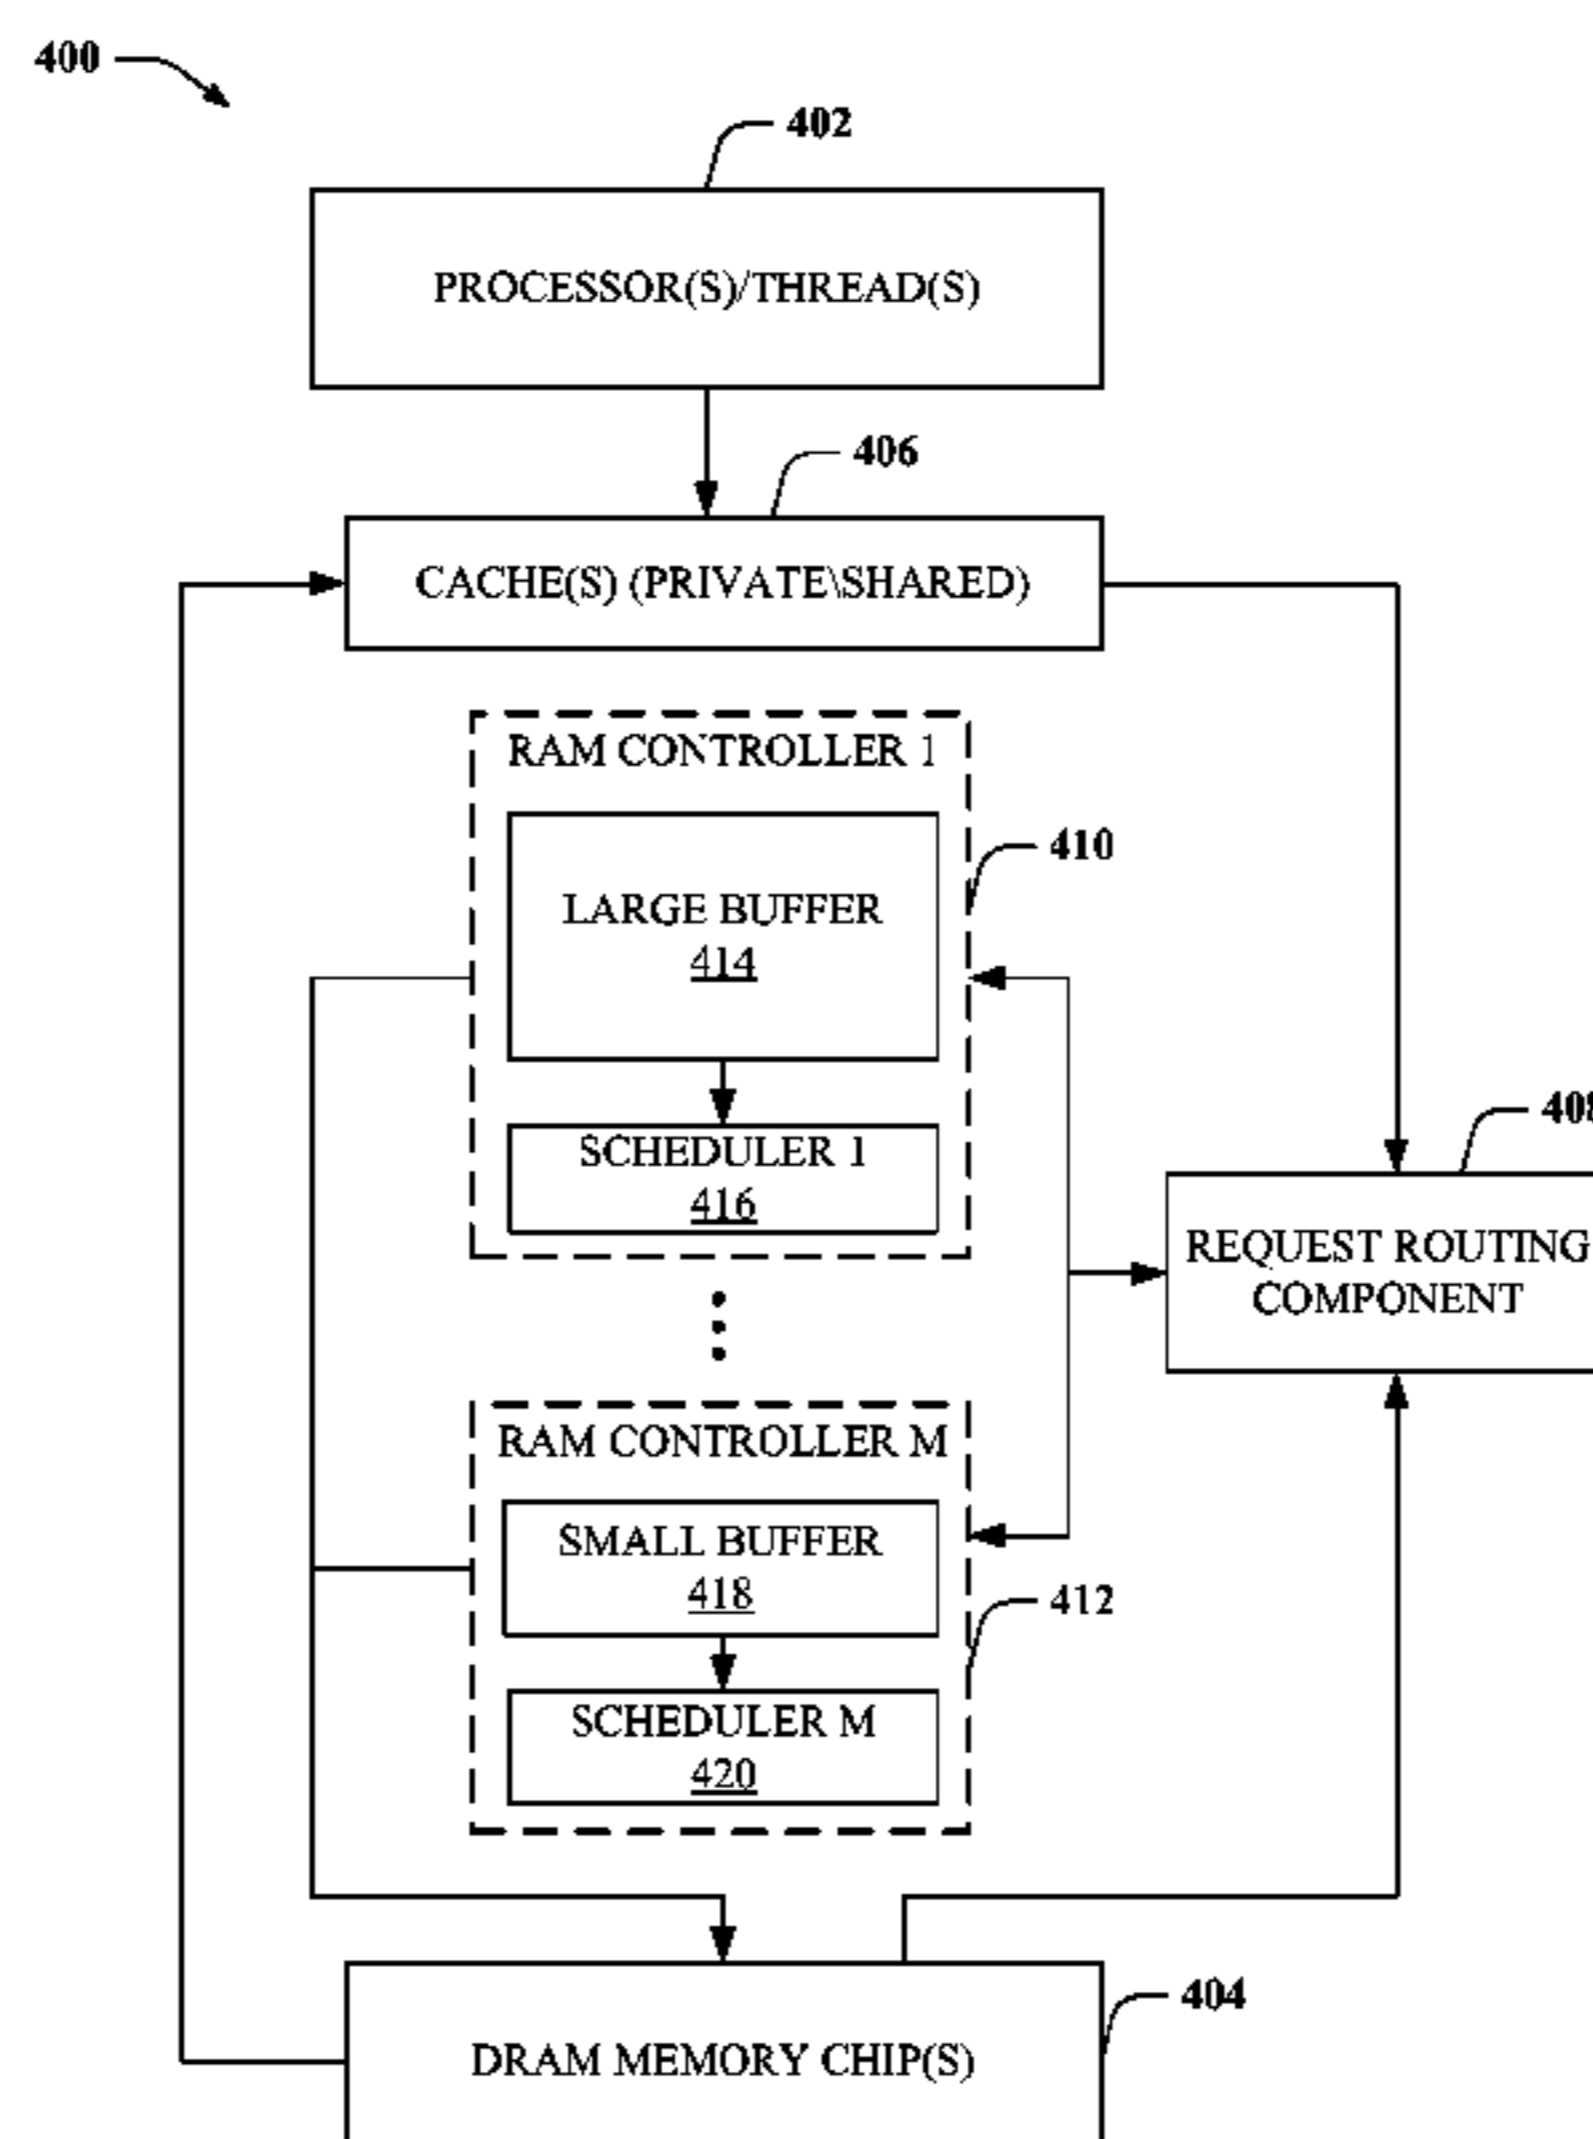 400
402
PROCESSOR(S)/THREAD(S)
406
CACHE(S) (PRIVATE\SHARED)
RAM CONTROLLER 1
410
LARGE BUFFER
414
SCHEDULER 1
416
408
REQUEST ROUTING
COMPONENT
RAM CONTROLLER M
SMALL BUFFER
418
412
SCHEDULER M
420
404
DRAM MEMORY CHIP(S)